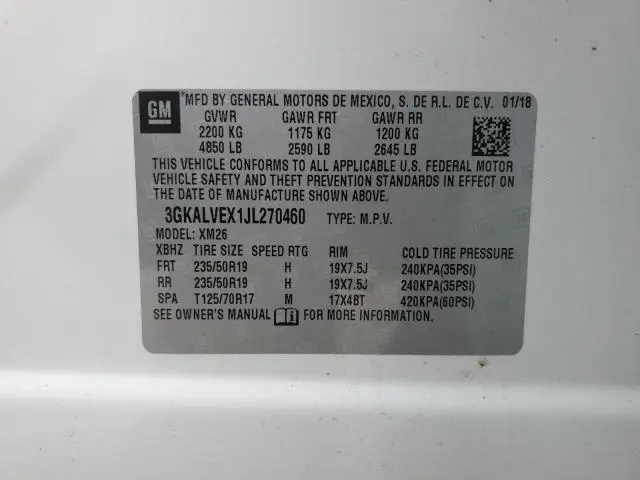 GM MFD BY GENERAL MOTORS DE MEXICO, S. DE R.L. DE C.V. 01/18
GVWR GAWR FRT GAWR RR
2200 KG 1175 KG 1200 KG
4850 LB 2590 LB 2645 LB
THIS VEHICLE CONFORMS TO ALL APPLICABLE U.S. FEDERAL MOTOR
VEHICLE SAFETY AND THEFT PREVENTION STANDARDS IN EFFECT ON
THE DATE OF MANUFACTURE SHOWN ABOVE.
3GKALVEX1JL270460 TYPE: M.P.V.
MODEL: XM26
XBHZ TIRE SIZE SPEED RTG RIM COLD TIRE PRESSURE
FRT 235/50R19 H 19X7.5J 240KPA(35PSI)
RR 235/50R19 H 19X7.5J 240KPA(35PSI)
SPA T125/70R17 M 17X4BT 420KPA(60PSI)
SEE OWNER'S MANUAL FOR MORE INFORMATION.